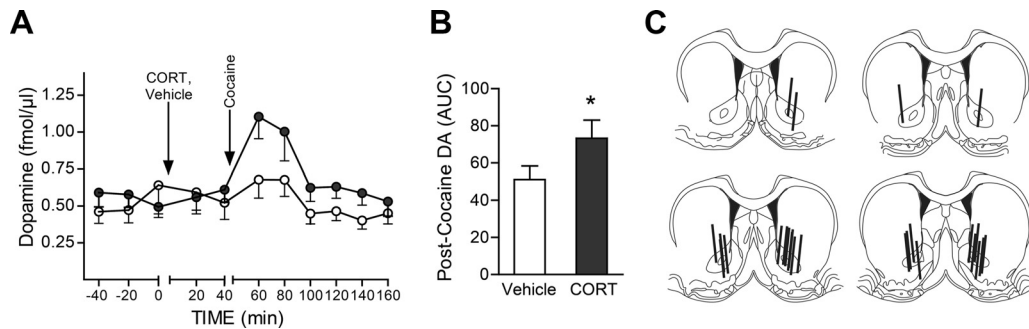 A
CORT,
Vehicle
Cocaine
Dopamine (fmol/µl)
1.25
1.00
0.75
0.50
0.25
-40 -20 0 20 40 60 80 100 120 140 160
TIME (min)
B
Post-Cocaine DA (AUC)
100
80
60
40
20
0
*
Vehicle CORT
C